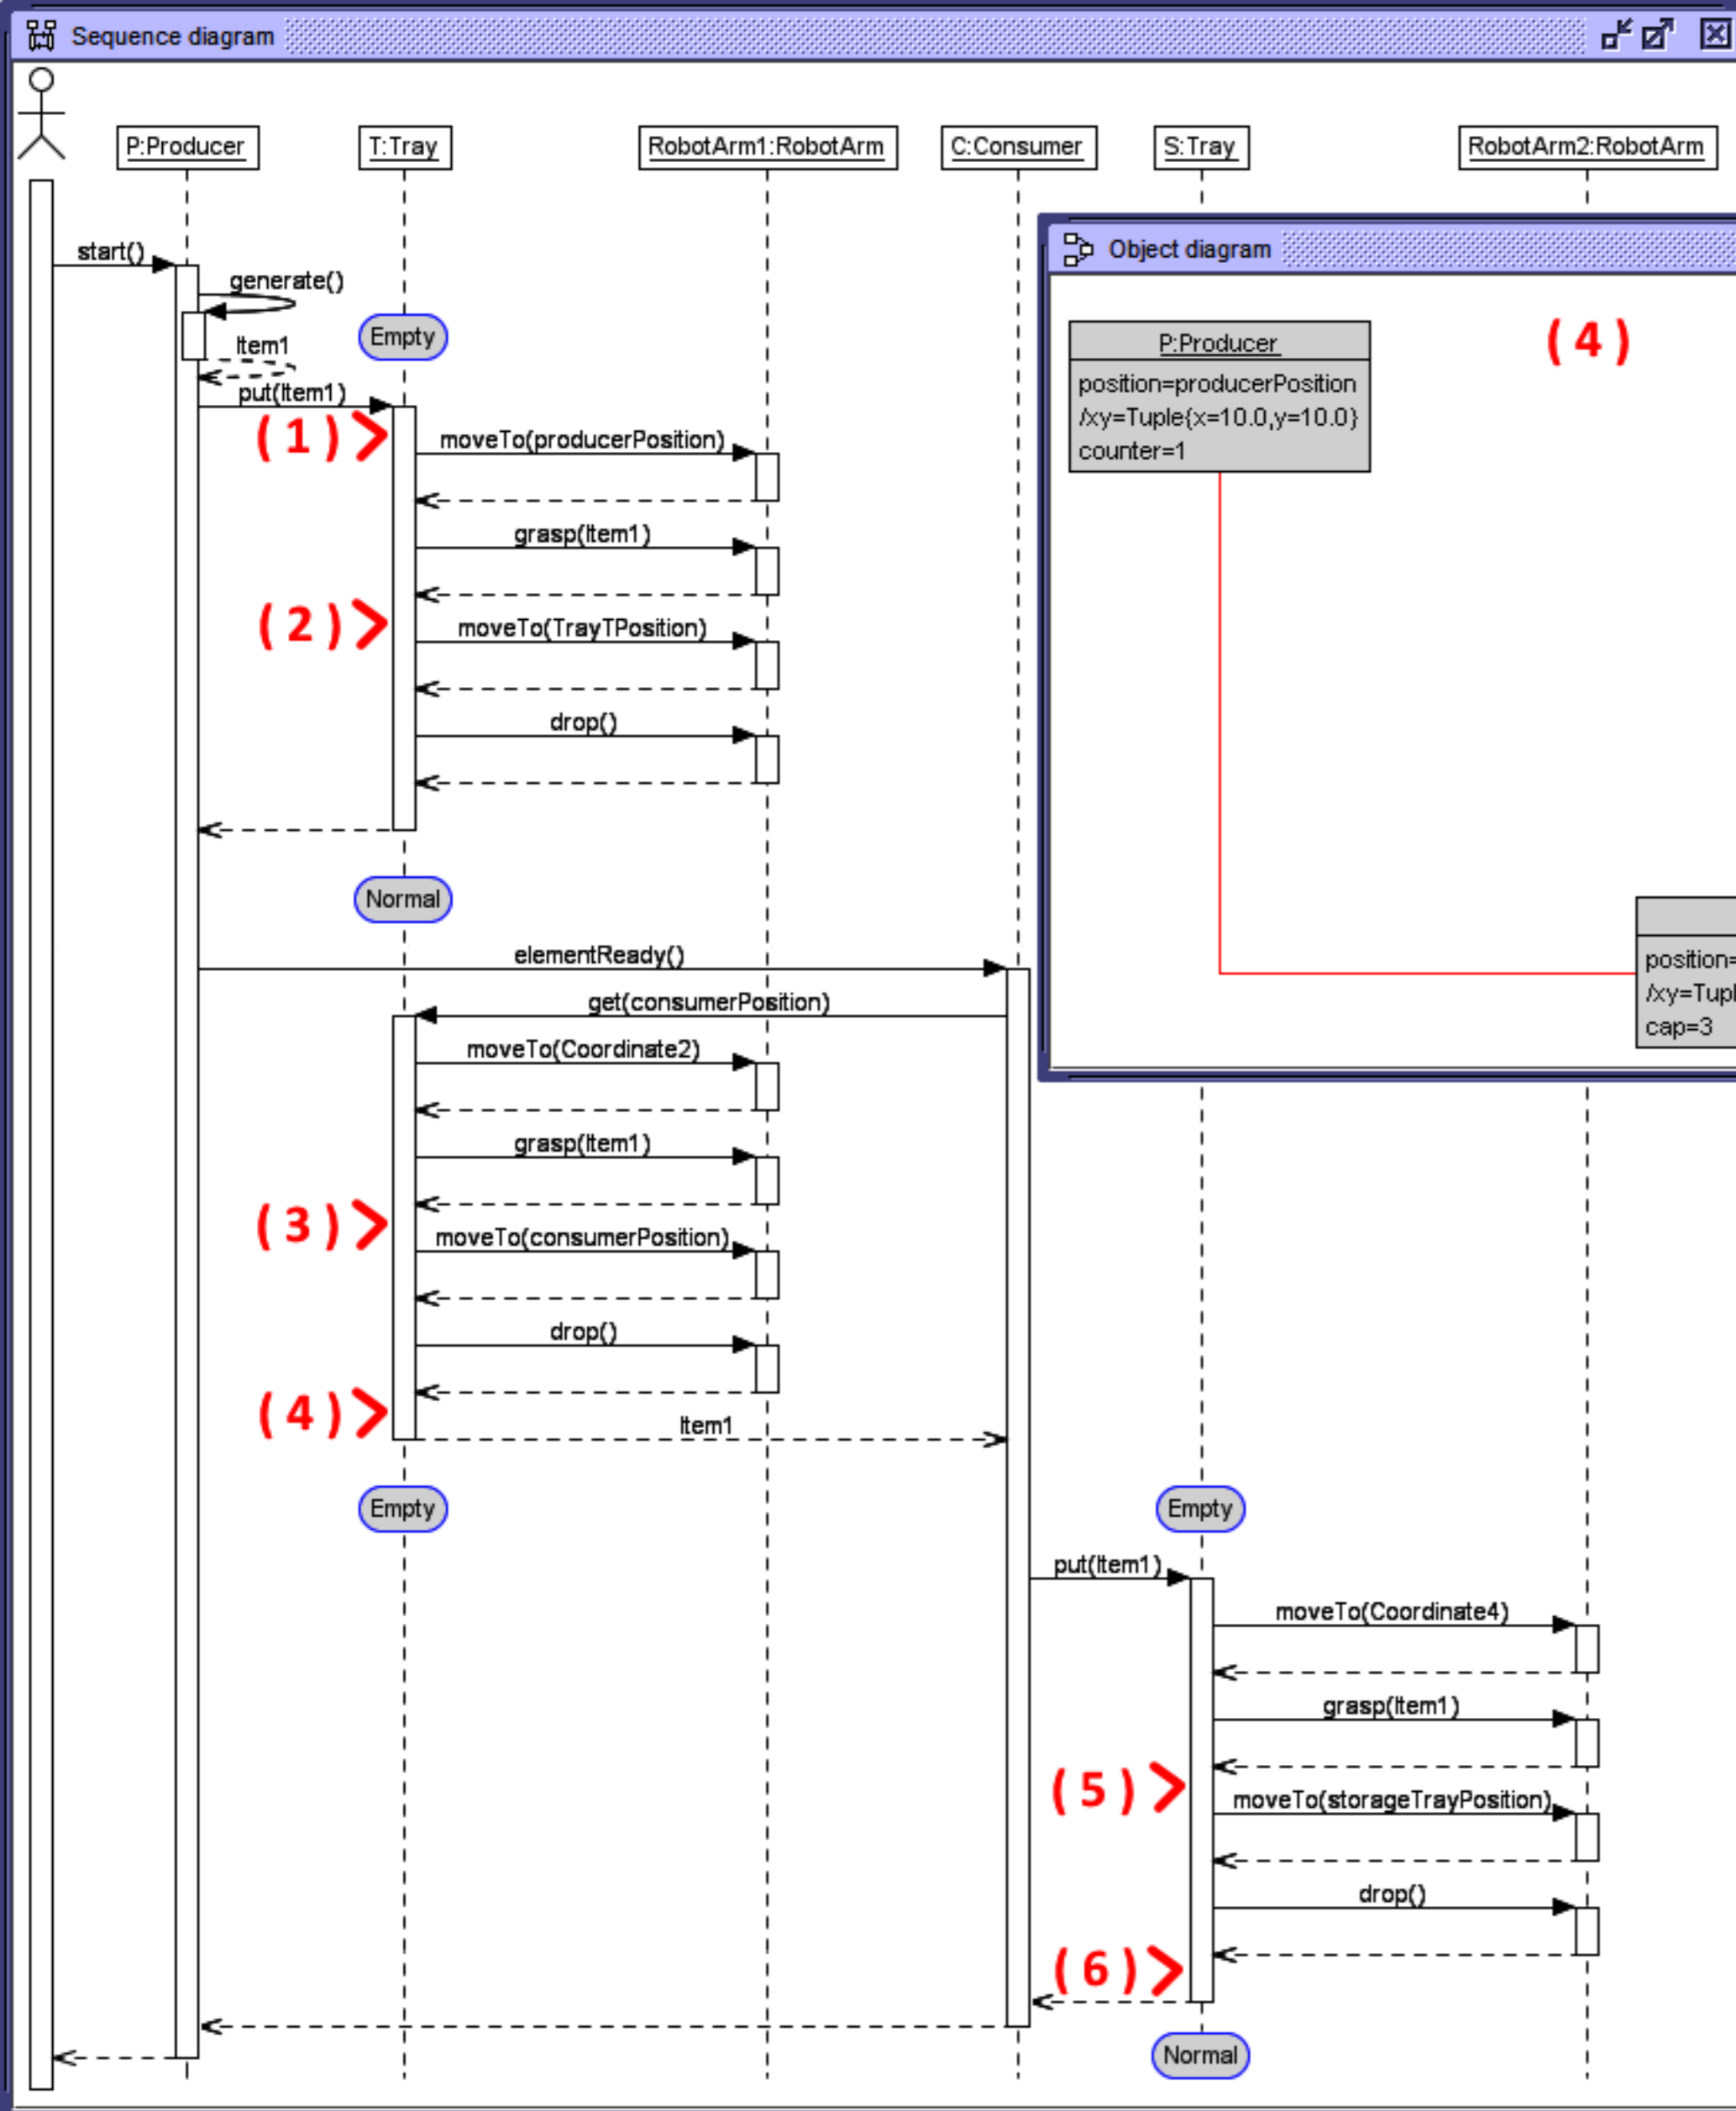 Sequence diagram
P:Producer
T:Tray
RobotArm1:RobotArm
C:Consumer
S:Tray
RobotArm2:RobotArm
start()
generate()
Item1
put(Item1)
Empty
( 1 )
moveTo(producerPosition)
grasp(Item1)
( 2 )
moveTo(TrayTPosition)
drop()
Normal
Object diagram
( 4 )
P:Producer
position=producerPosition
/xy=Tuple{x=10.0,y=10.0}
counter=1
position=
/xy=Tupl
cap=3
elementReady()
get(consumerPosition)
moveTo(Coordinate2)
grasp(Item1)
( 3 )
moveTo(consumerPosition)
drop()
( 4 )
Item1
Empty
Empty
put(Item1)
moveTo(Coordinate4)
grasp(Item1)
( 5 )
moveTo(storageTrayPosition)
drop()
( 6 )
Normal